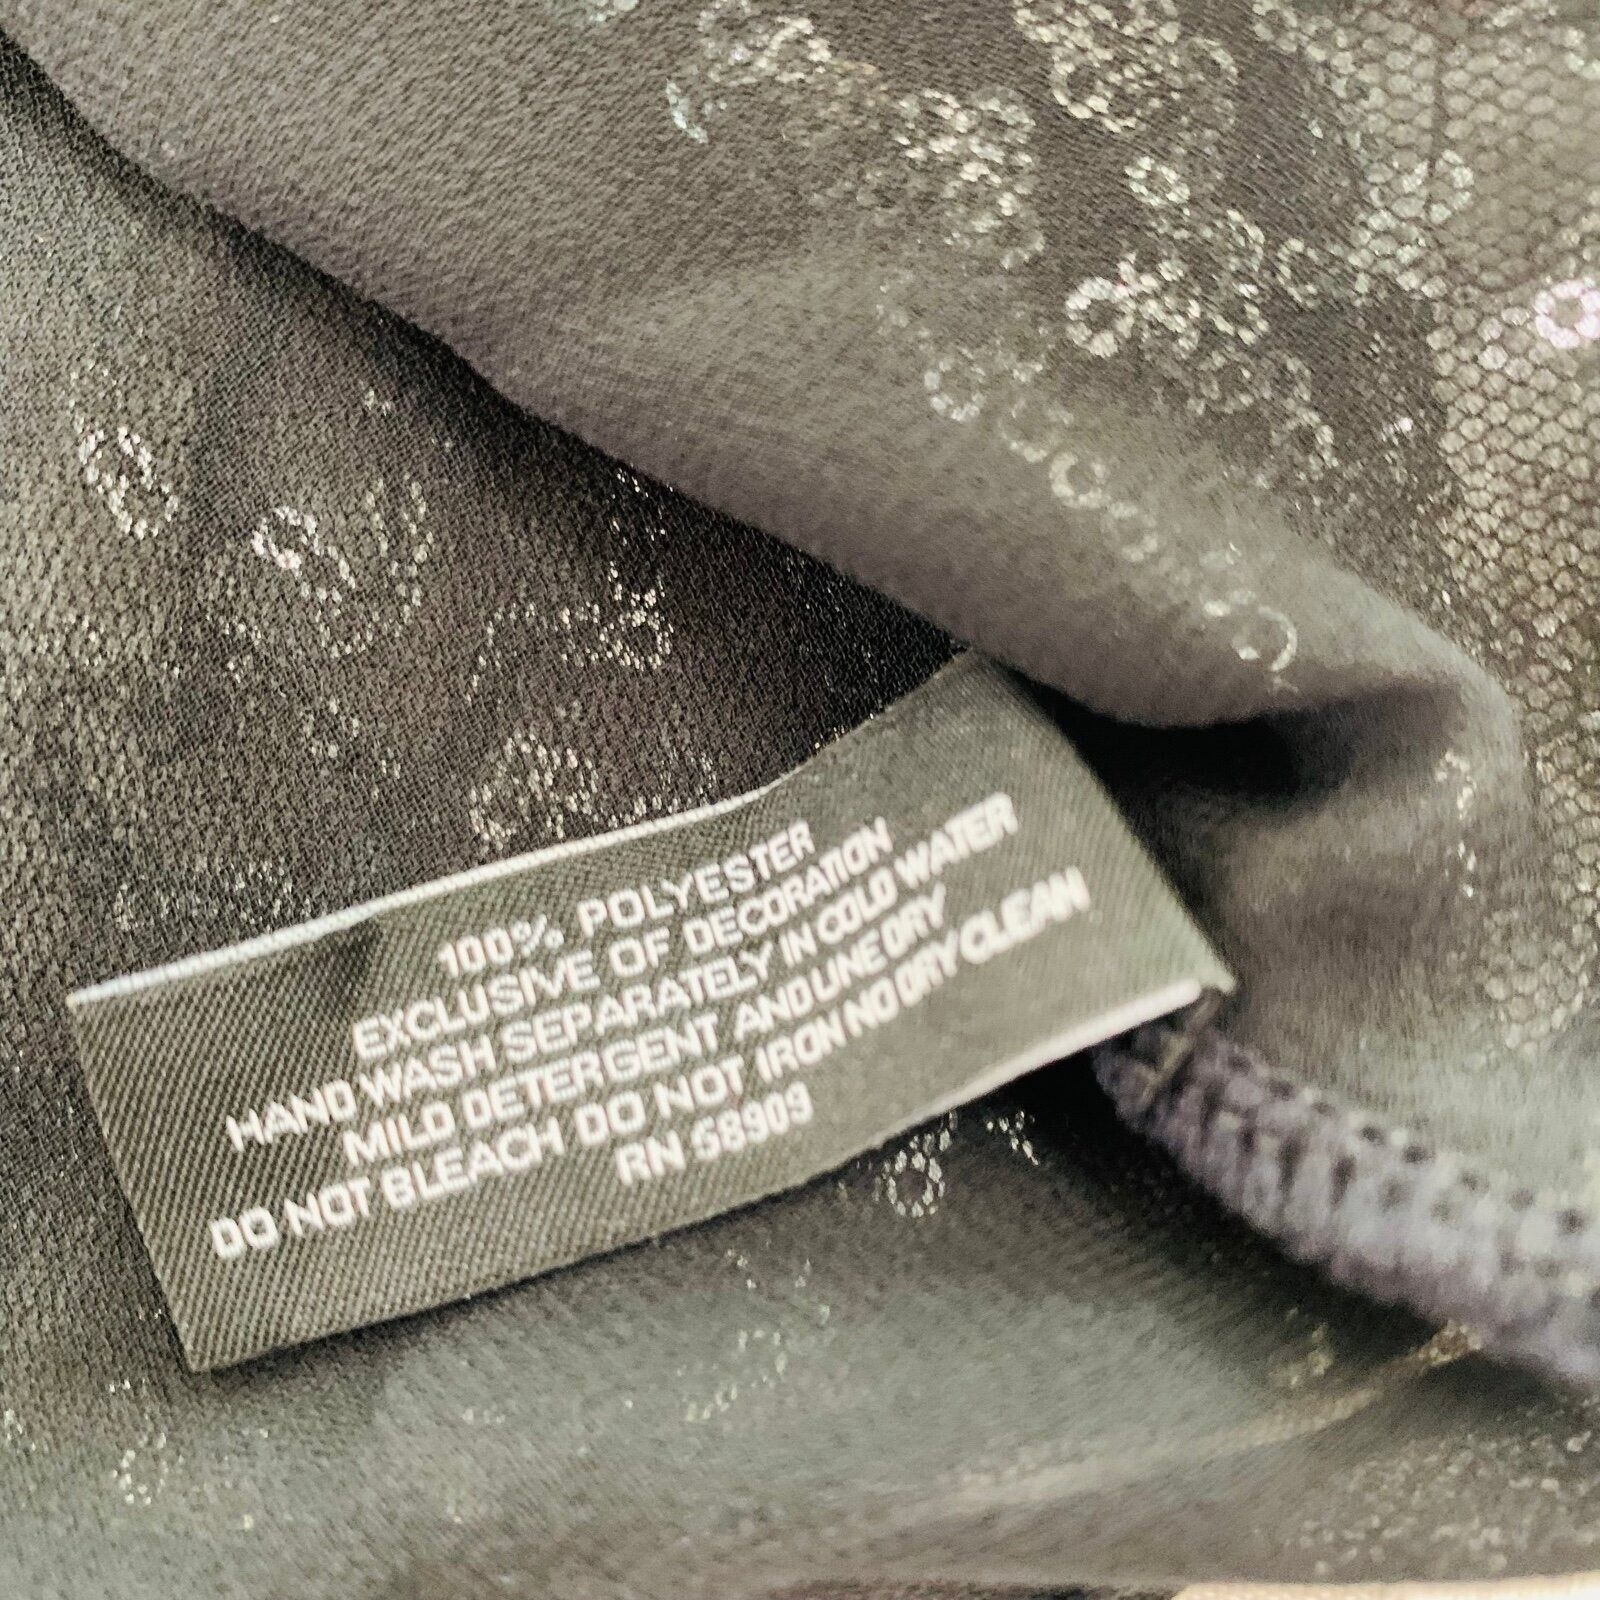 100% POLYESTER
EXCLUSIVE OF DECORATION
HAND WASH SEPARATELY IN COLD WATER
MILD DETERGENT AND LINE DRY
DO NOT BLEACH DO NOT IRON NO DRY CLEAN
RN 58909